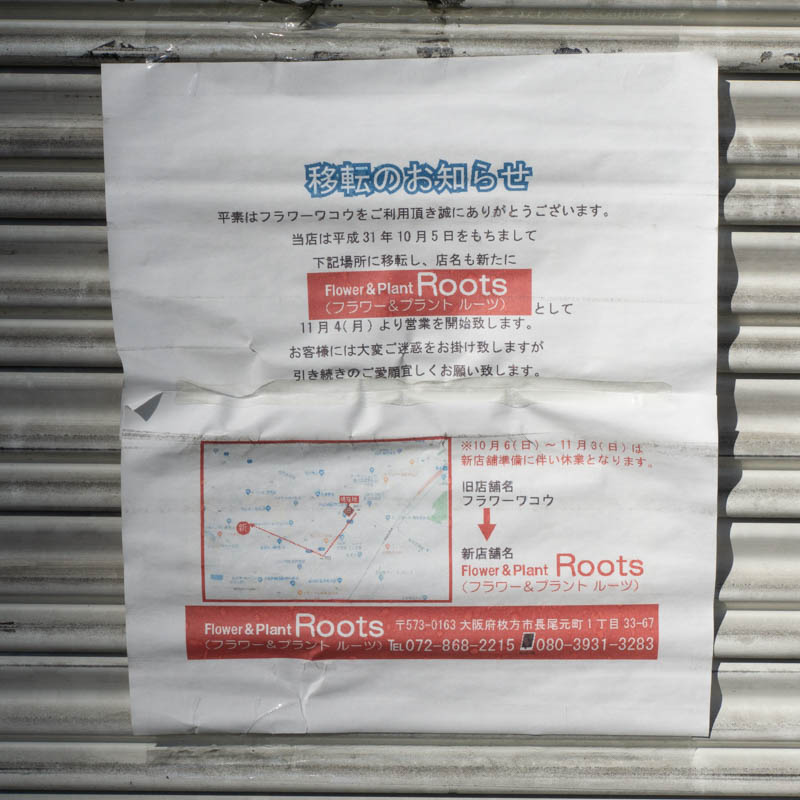 移転のお知らせ
平素はフラワーワコウをご利用頂き誠にありがとうございます。
当店は平成31年10月5日をもちまして
下記場所に移転し、店名も新たに
Flower & Plant Roots
(フラワー&プラント ルーツ)として
11月4(月)より営業を開始致します。
お客様には大変ご迷惑をお掛け致しますが
引き続きのご愛願宜しくお願い致します。
※10月6(日)～11月3(日)は
新店舗準備に伴い休業となります。
旧店舗名
フラワーワコウ
新店舗名
Flower & Plant Roots
(フラワー&プラント ルーツ)
現在地
新
Flower & Plant Roots 〒573-0163 大阪府枚方市長尾元町1丁目33-67
(フラワー&プラント ルーツ) TEL 072-868-2215 080-3931-3283